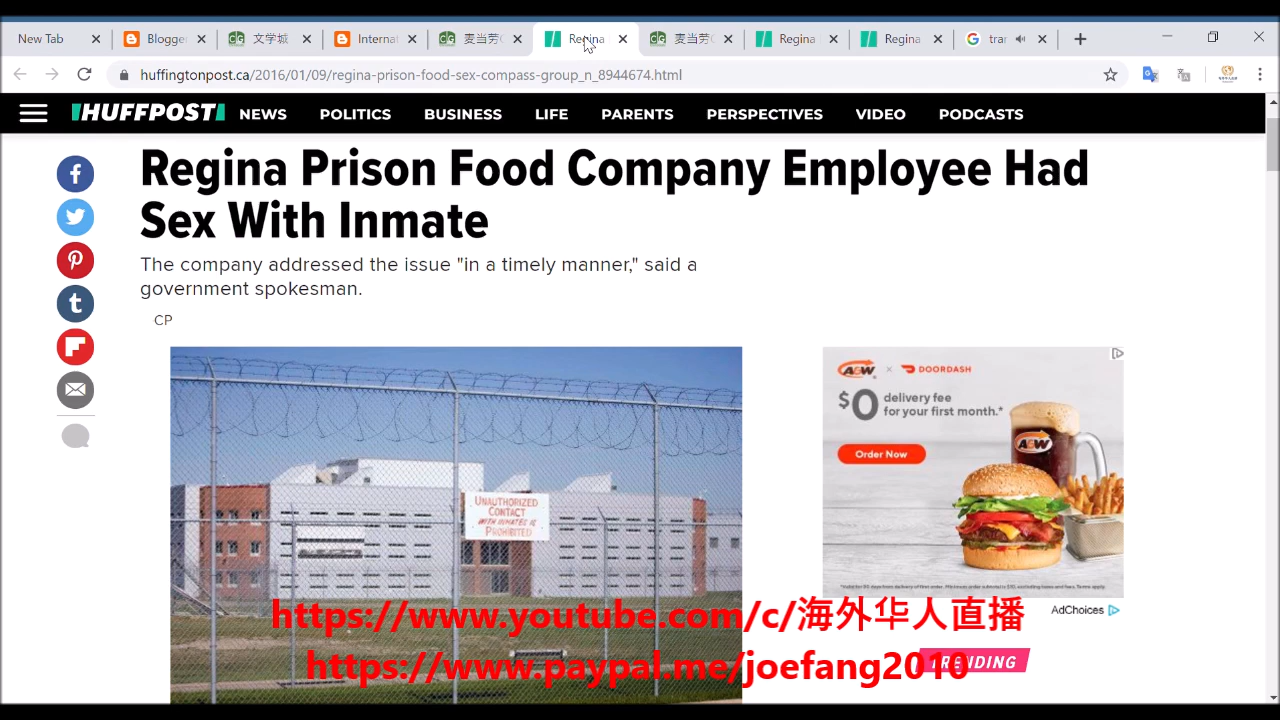 New Tab
Blogger
文学城
Internat
麦当劳
Regina
麦当劳
Regina
Regina
tran
huffingtonpost.ca/2016/01/09/regina-prison-food-sex-compass-group_n_8944674.html
HUFFPOST NEWS POLITICS BUSINESS LIFE PARENTS PERSPECTIVES VIDEO PODCASTS
Regina Prison Food Company Employee Had
Sex With Inmate
The company addressed the issue "in a timely manner," said a
government spokesman.
CP
A&W × DOORDASH
$0 delivery fee
for your first month.*
Order Now
A&W
UNAUTHORIZED
CONTACT
WITH INMATES IS
PROHIBITED
AdChoices
https://www.youtube.com/c/海外华人直播
https://www.paypal.me/joefang2010
TRENDING